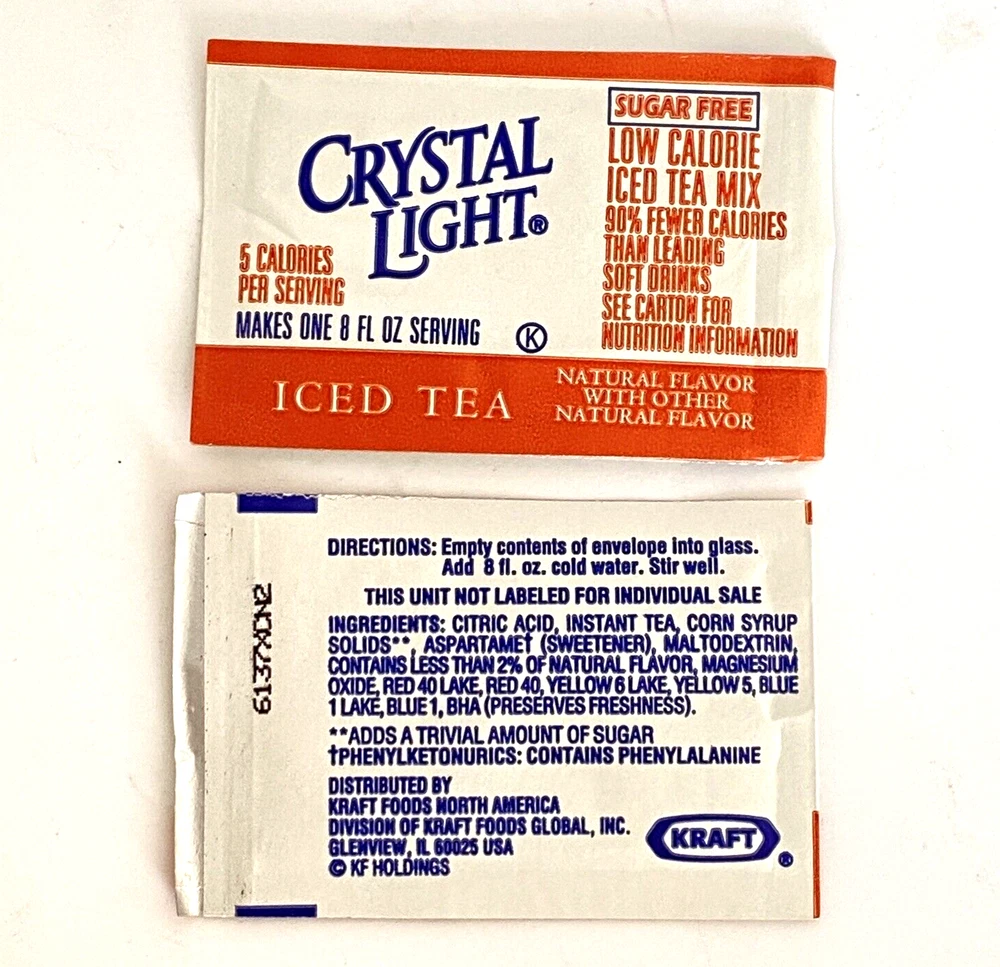 CRYSTAL
LIGHT®
5 CALORIES
PER SERVING
MAKES ONE 8 FL OZ SERVING
K
SUGAR FREE
LOW CALORIE
ICED TEA MIX
90% FEWER CALORIES
THAN LEADING
SOFT DRINKS
SEE CARTON FOR
NUTRITION INFORMATION
ICED TEA
NATURAL FLAVOR
WITH OTHER
NATURAL FLAVOR
6137XCN2
DIRECTIONS: Empty contents of envelope into glass.
Add 8 fl. oz. cold water. Stir well.
THIS UNIT NOT LABELED FOR INDIVIDUAL SALE
INGREDIENTS: CITRIC ACID, INSTANT TEA, CORN SYRUP
SOLIDS**, ASPARTAME† (SWEETENER), MALTODEXTRIN,
CONTAINS LESS THAN 2% OF NATURAL FLAVOR, MAGNESIUM
OXIDE, RED 40 LAKE, RED 40, YELLOW 6 LAKE, YELLOW 5, BLUE
1 LAKE, BLUE 1, BHA (PRESERVES FRESHNESS).
**ADDS A TRIVIAL AMOUNT OF SUGAR
†PHENYLKETONURICS: CONTAINS PHENYLALANINE
DISTRIBUTED BY
KRAFT FOODS NORTH AMERICA
DIVISION OF KRAFT FOODS GLOBAL, INC.
GLENVIEW, IL 60025 USA
© KF HOLDINGS
KRAFT®